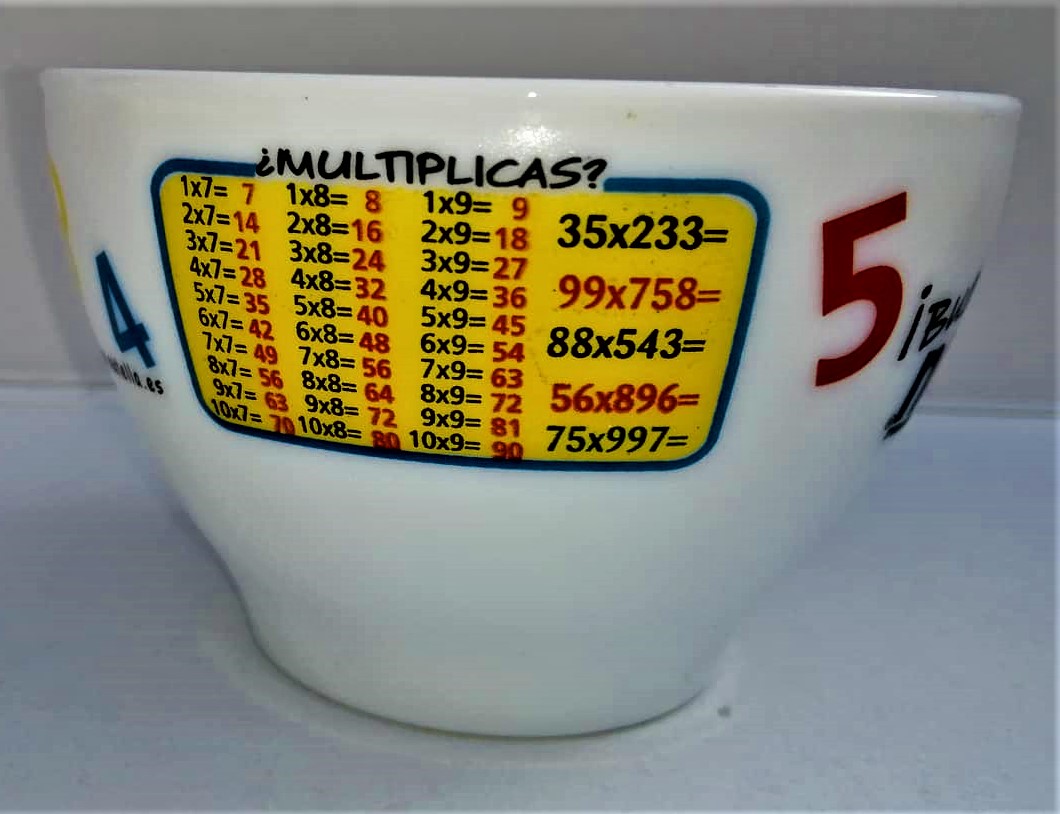 ¿MULTIPLICAS?
1x7= 7
2x7=14
3x7=21
4x7=28
5x7=35
6x7=42
7x7=49
8x7=56
9x7=63
10x7=70
1x8= 8
2x8=16
3x8=24
4x8=32
5x8=40
6x8=48
7x8=56
8x8=64
9x8=72
10x8=80
1x9= 9
2x9=18
3x9=27
4x9=36
5x9=45
6x9=54
7x9=63
8x9=72
9x9=81
10x9=90
35x233=
99x758=
88x543=
56x896=
75x997=
4
5